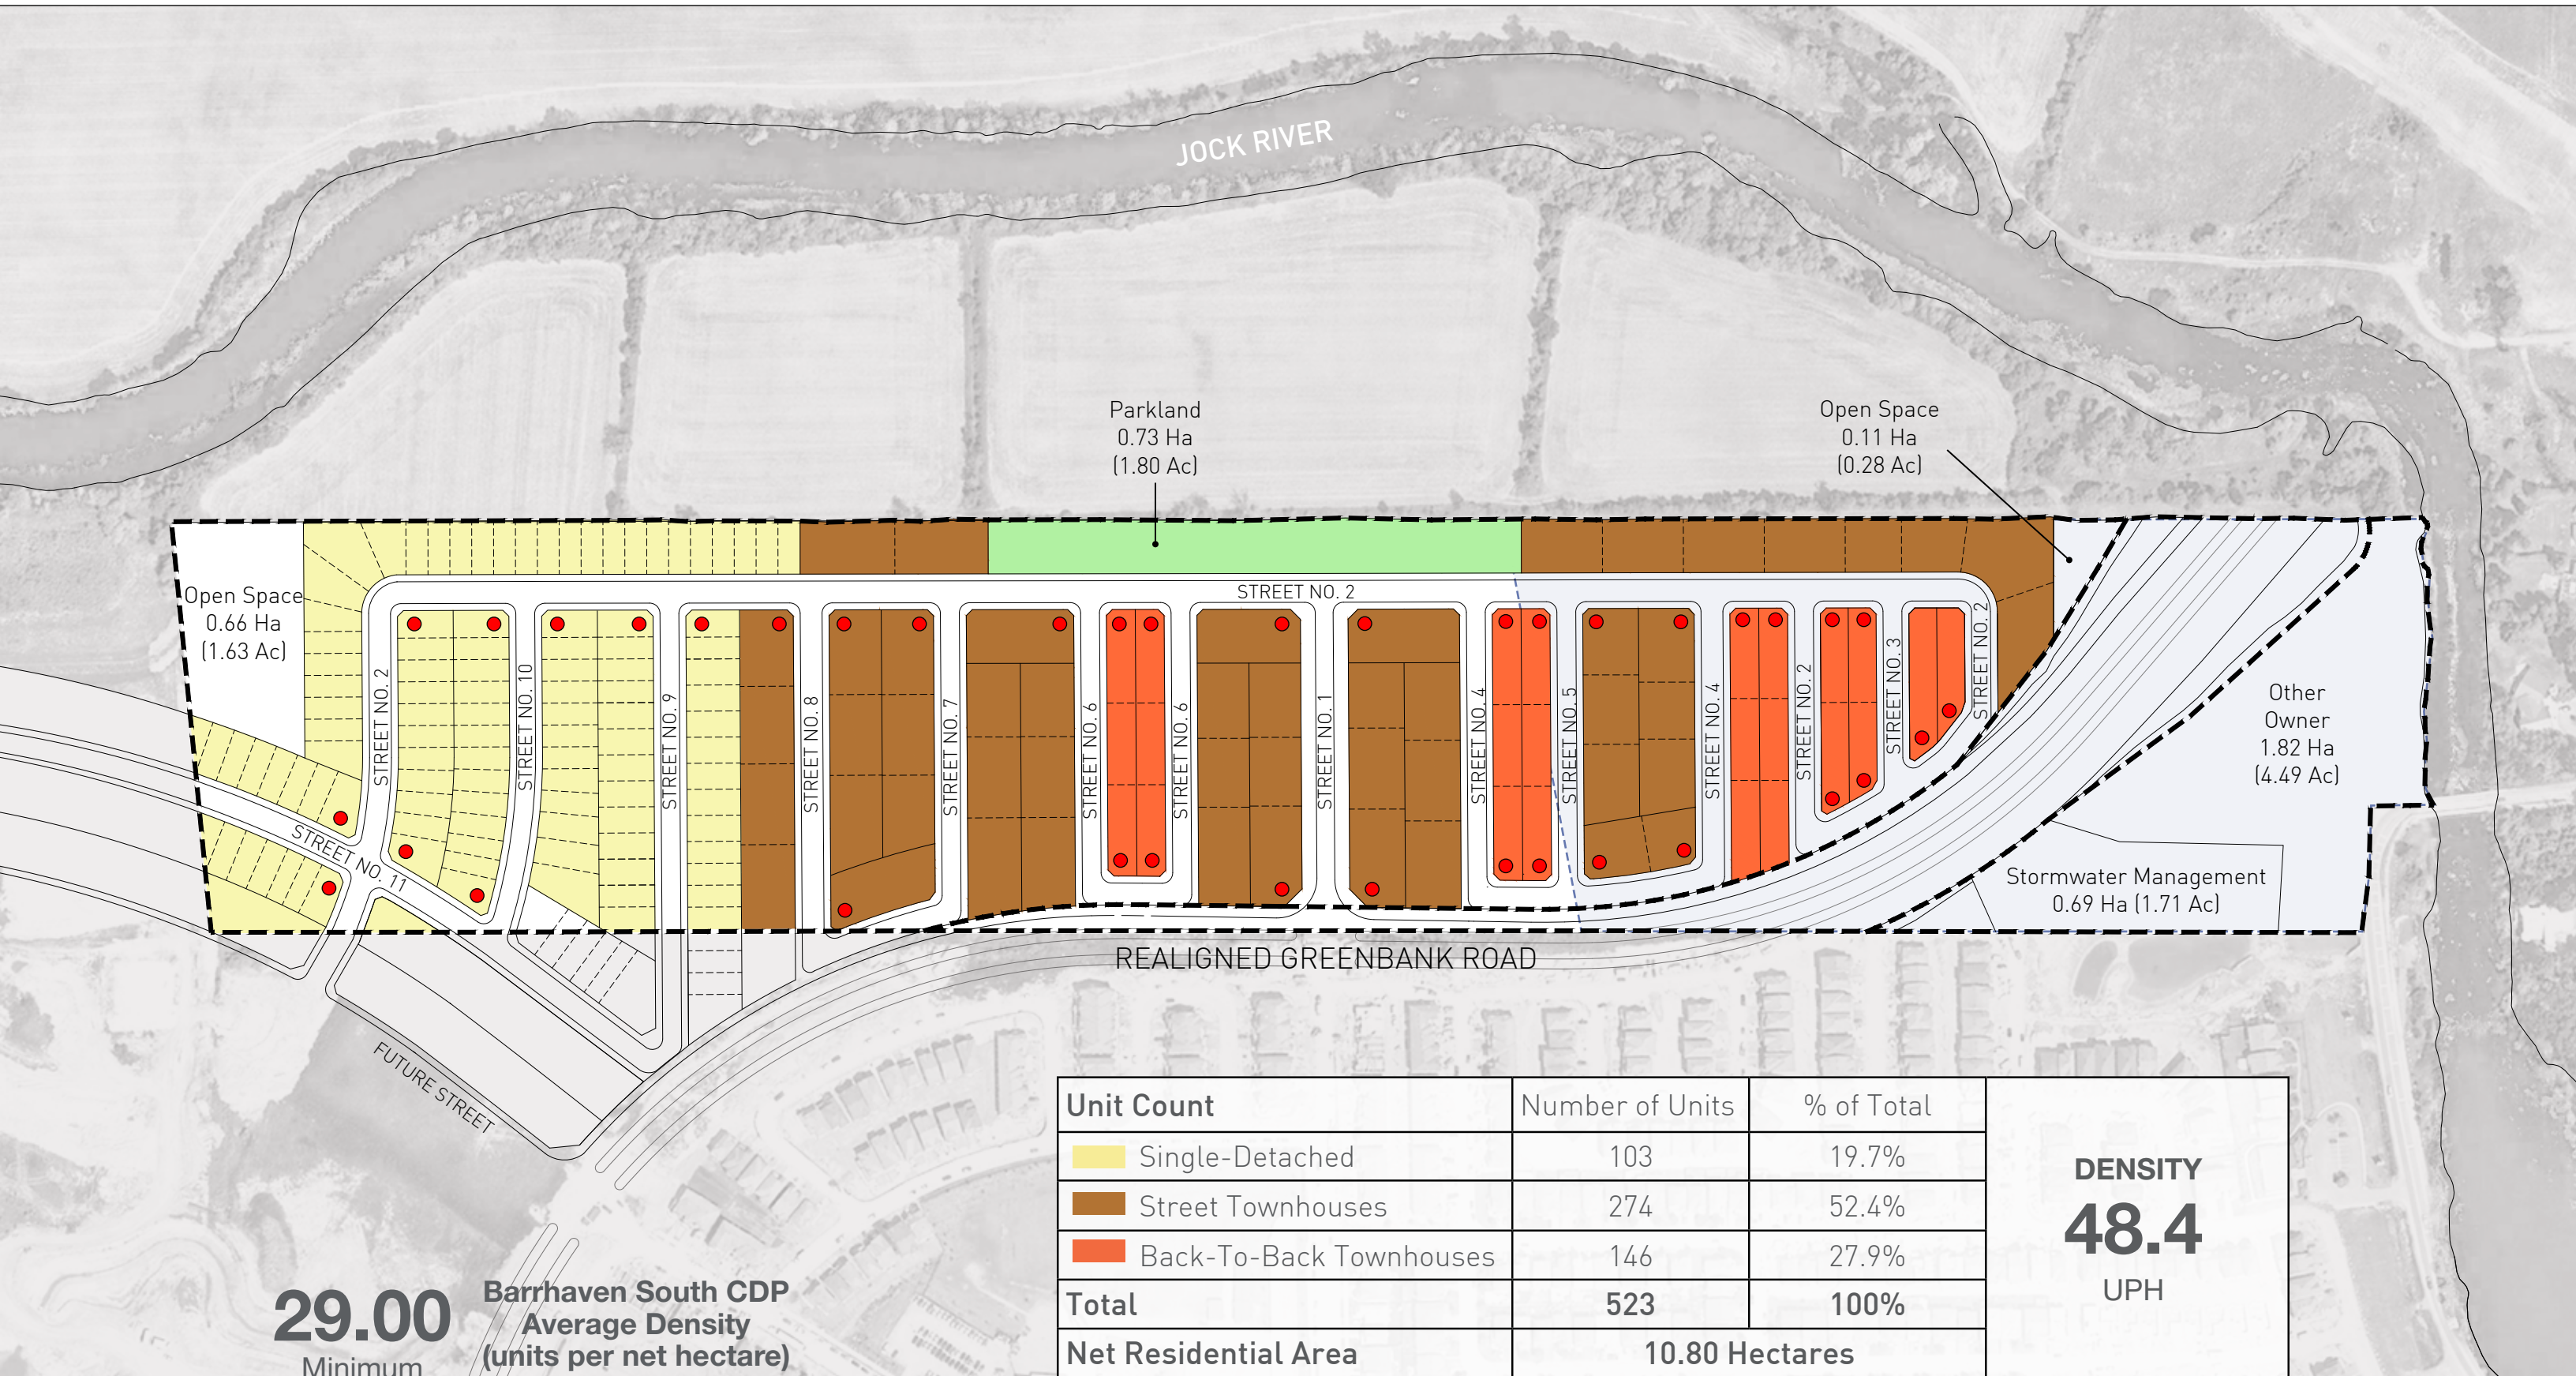 JOCK RIVER
Parkland
0.73 Ha
(1.80 Ac)
Open Space
0.11 Ha
(0.28 Ac)
Open Space
0.66 Ha
(1.63 Ac)
STREET NO. 2
STREET NO. 2
STREET NO. 10
STREET NO. 9
STREET NO. 8
STREET NO. 7
STREET NO. 6
STREET NO. 6
STREET NO. 1
STREET NO. 4
STREET NO. 5
STREET NO. 4
STREET NO. 2
STREET NO. 3
STREET NO. 2
STREET NO. 11
Other
Owner
1.82 Ha
(4.49 Ac)
Stormwater Management
0.69 Ha (1.71 Ac)
REALIGNED GREENBANK ROAD
FUTURE STREET
Unit Count Number of Units % of Total
Single-Detached 103 19.7%
Street Townhouses 274 52.4%
Back-To-Back Townhouses 146 27.9%
Total 523 100%
Net Residential Area 10.80 Hectares
DENSITY
48.4
UPH
29.00
Minimum
Barrhaven South CDP
Average Density
(units per net hectare)